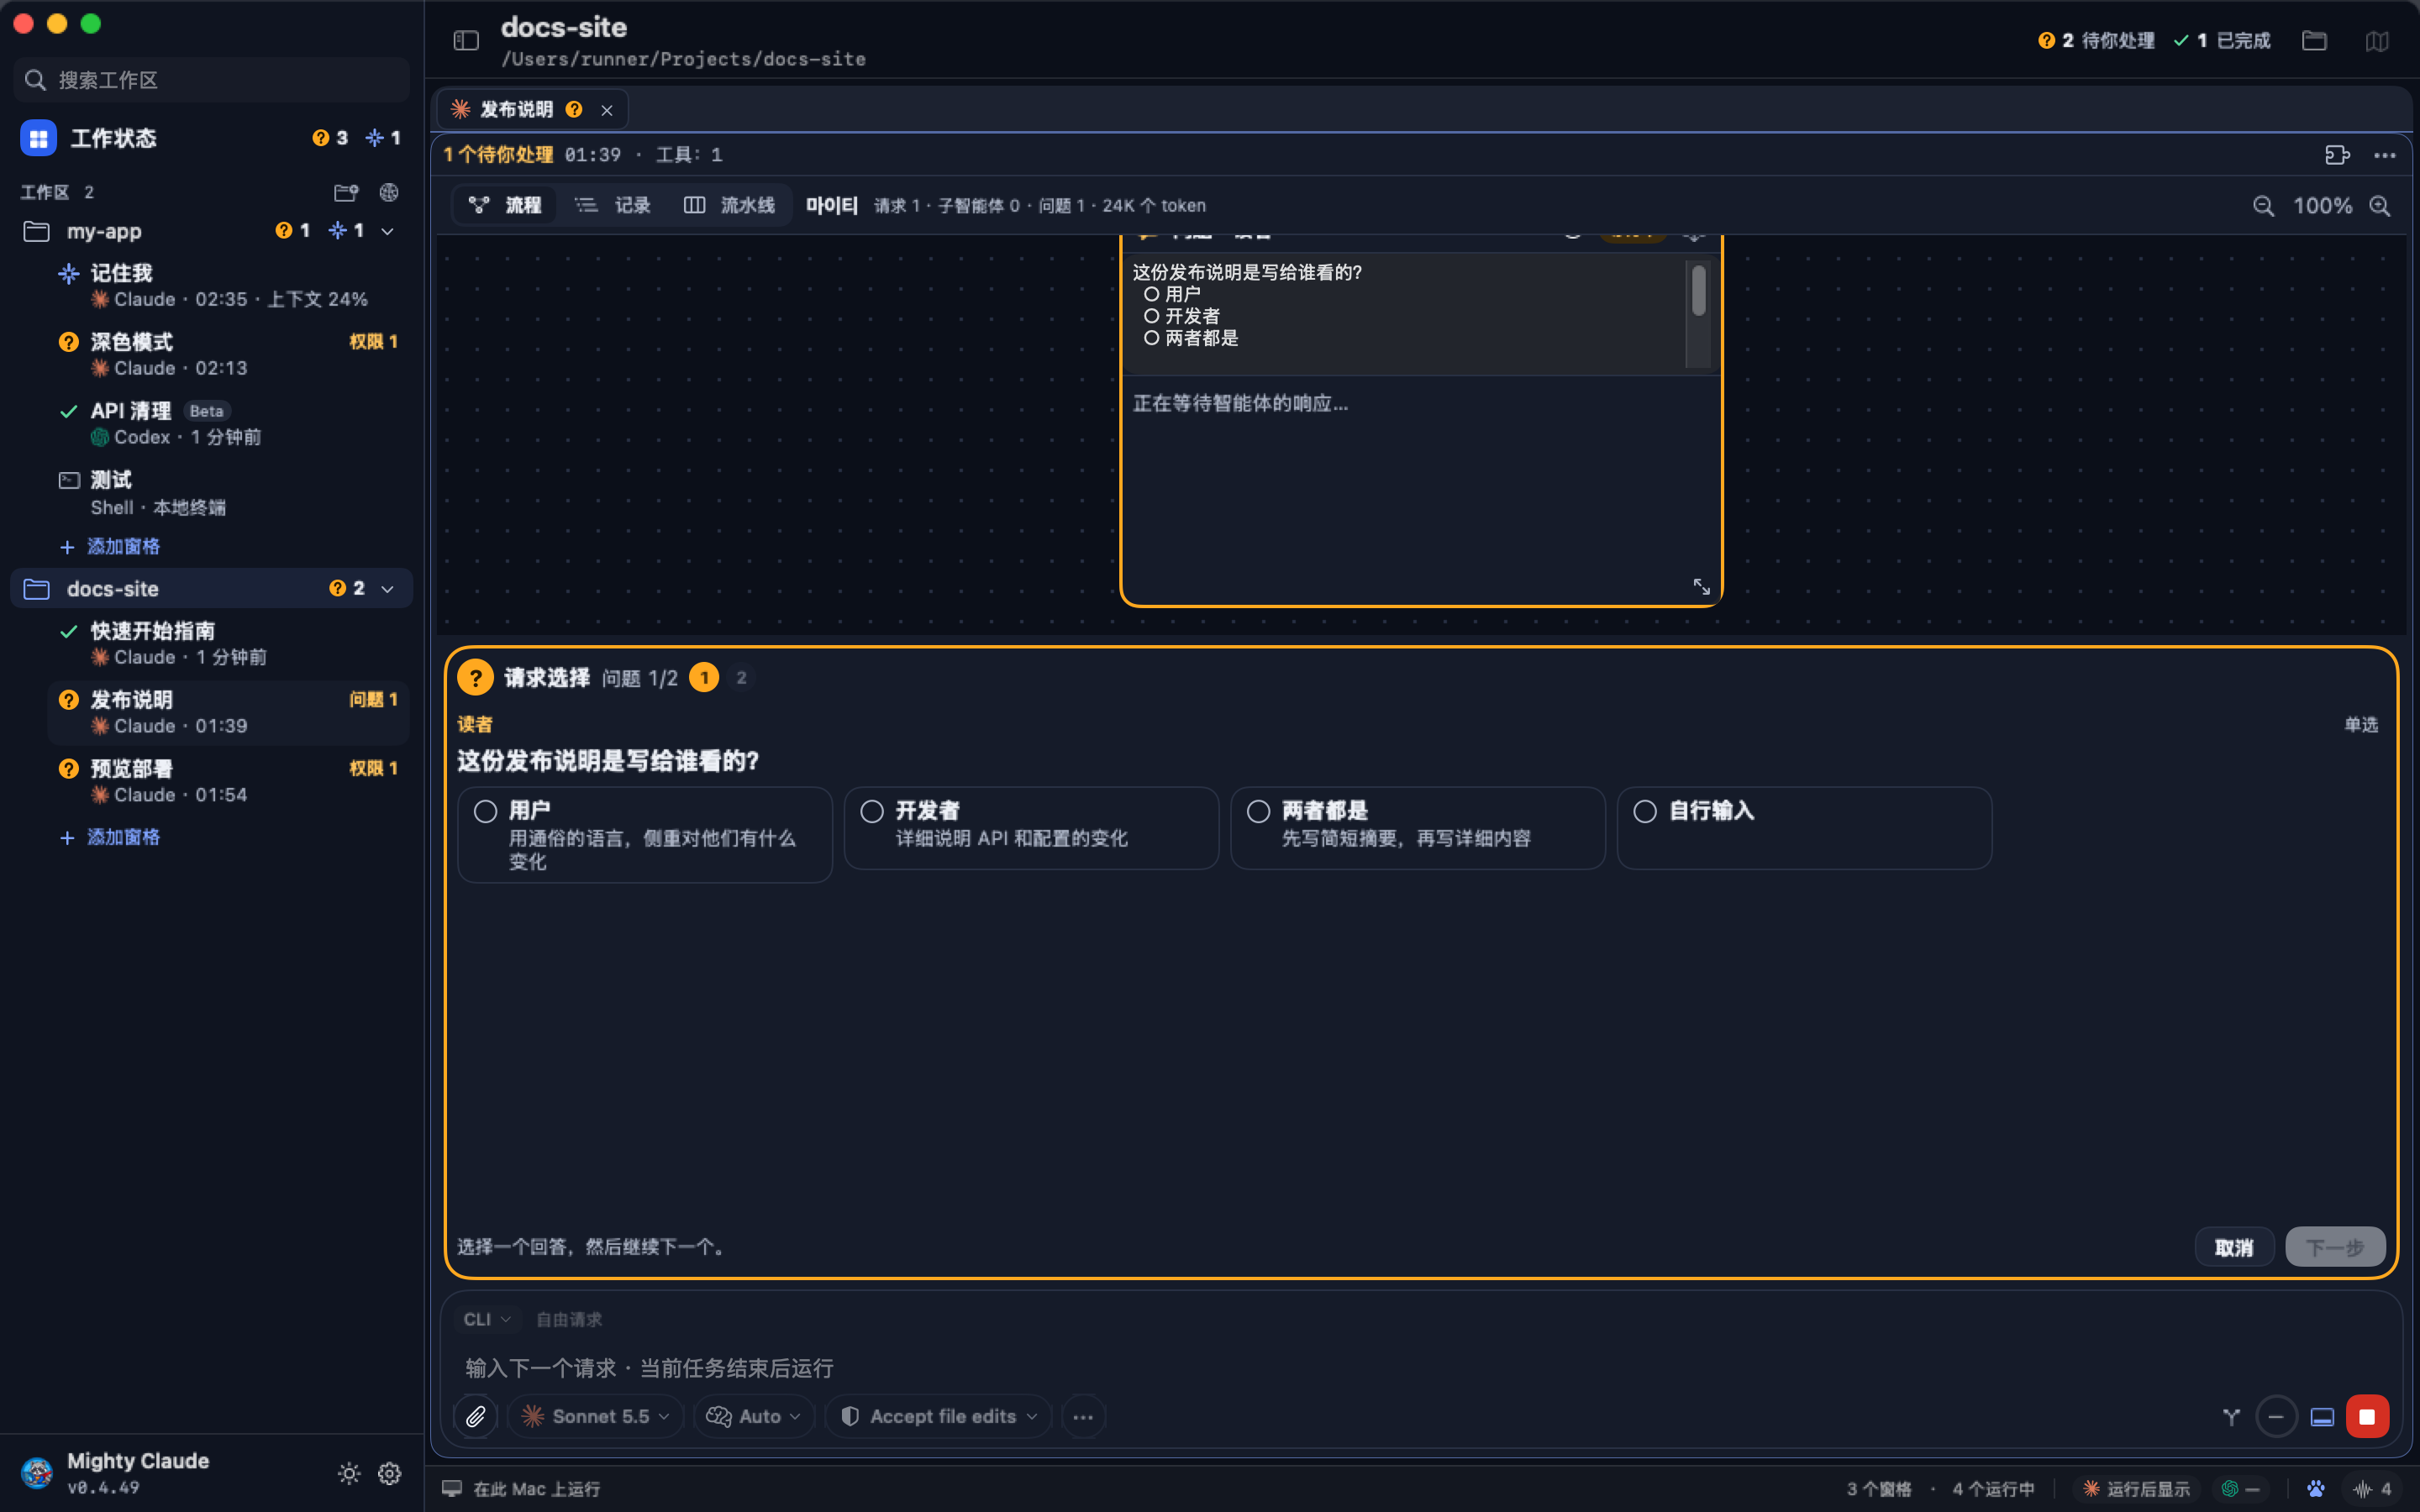 搜索工作区
工作状态 3 1
工作区 2
my-app 1 1
记住我
Claude · 02:35 · 上下文 24%
深色模式 权限 1
Claude · 02:13
API 清理 Beta
Codex · 1 分钟前
测试
Shell · 本地终端
+ 添加窗格
docs-site 2
快速开始指南
Claude · 1 分钟前
发布说明 问题 1
Claude · 01:39
预览部署 权限 1
Claude · 01:54
+ 添加窗格
Mighty Claude
v0.4.49
docs-site
/Users/runner/Projects/docs-site
2 待你处理 1 已完成
发布说明
1 个待你处理 01:39 · 工具: 1
流程 记录 流水线 마이티 请求 1 · 子智能体 0 · 问题 1 · 24K 个 token
100%
这份发布说明是写给谁看的?
用户
开发者
两者都是
正在等待智能体的响应...
? 请求选择 问题 1/2 1 2
读者 单选
这份发布说明是写给谁看的?
用户
用通俗的语言，侧重对他们有什么
变化
开发者
详细说明 API 和配置的变化
两者都是
先写简短摘要，再写详细内容
自行输入
选择一个回答，然后继续下一个。
取消 下一步
CLI 自由请求
输入下一个请求 · 当前任务结束后运行
Sonnet 5.5 Auto Accept file edits
在此 Mac 上运行
3 个窗格 · 4 个运行中 运行后显示 — 4